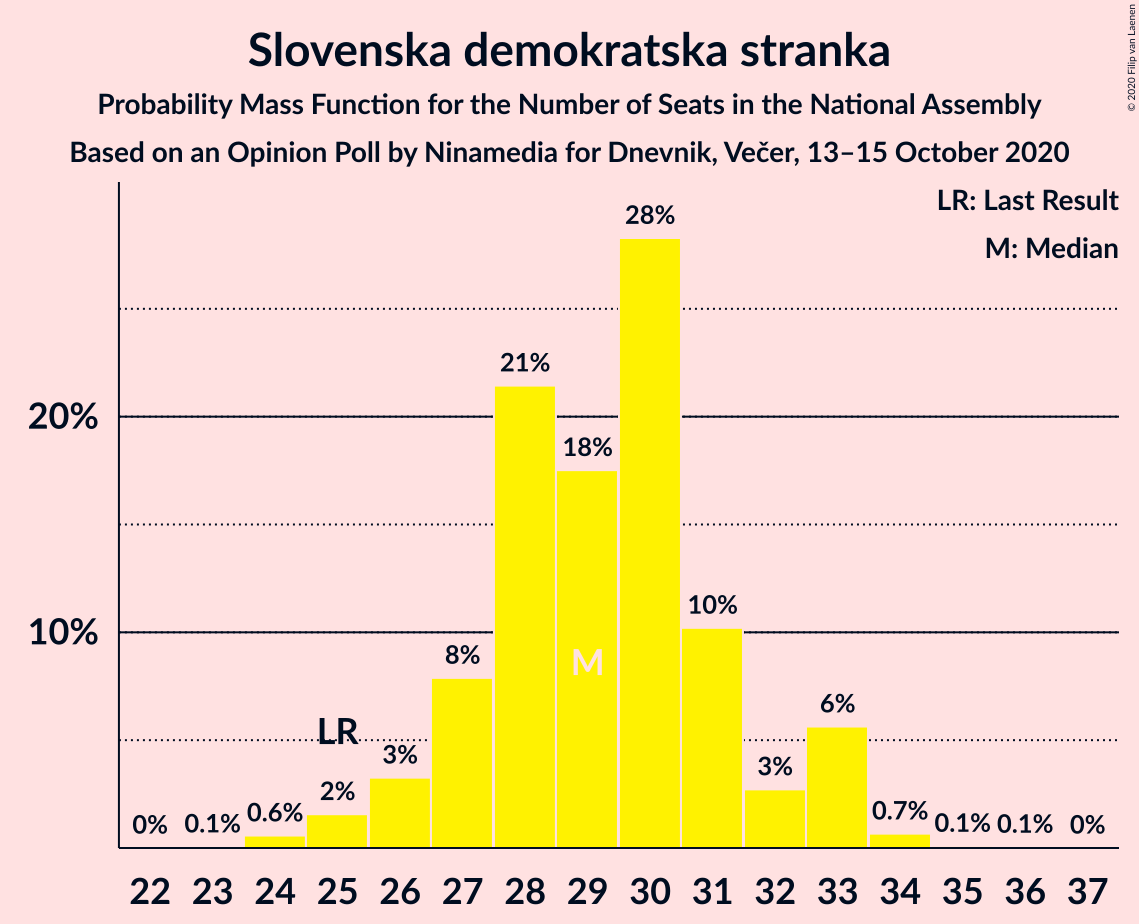 Slovenska demokratska stranka
Probability Mass Function for the Number of Seats in the National Assembly
Based on an Opinion Poll by Ninamedia for Dnevnik, Večer, 13–15 October 2020
© 2020 Filip van Laenen
LR: Last Result
M: Median
28%
21%
20%
18%
10%
10%
8%
M
6%
LR
3%
3%
2%
0% 0.1% 0.6% 0.7% 0.1% 0.1% 0%
22 23 24 25 26 27 28 29 30 31 32 33 34 35 36 37